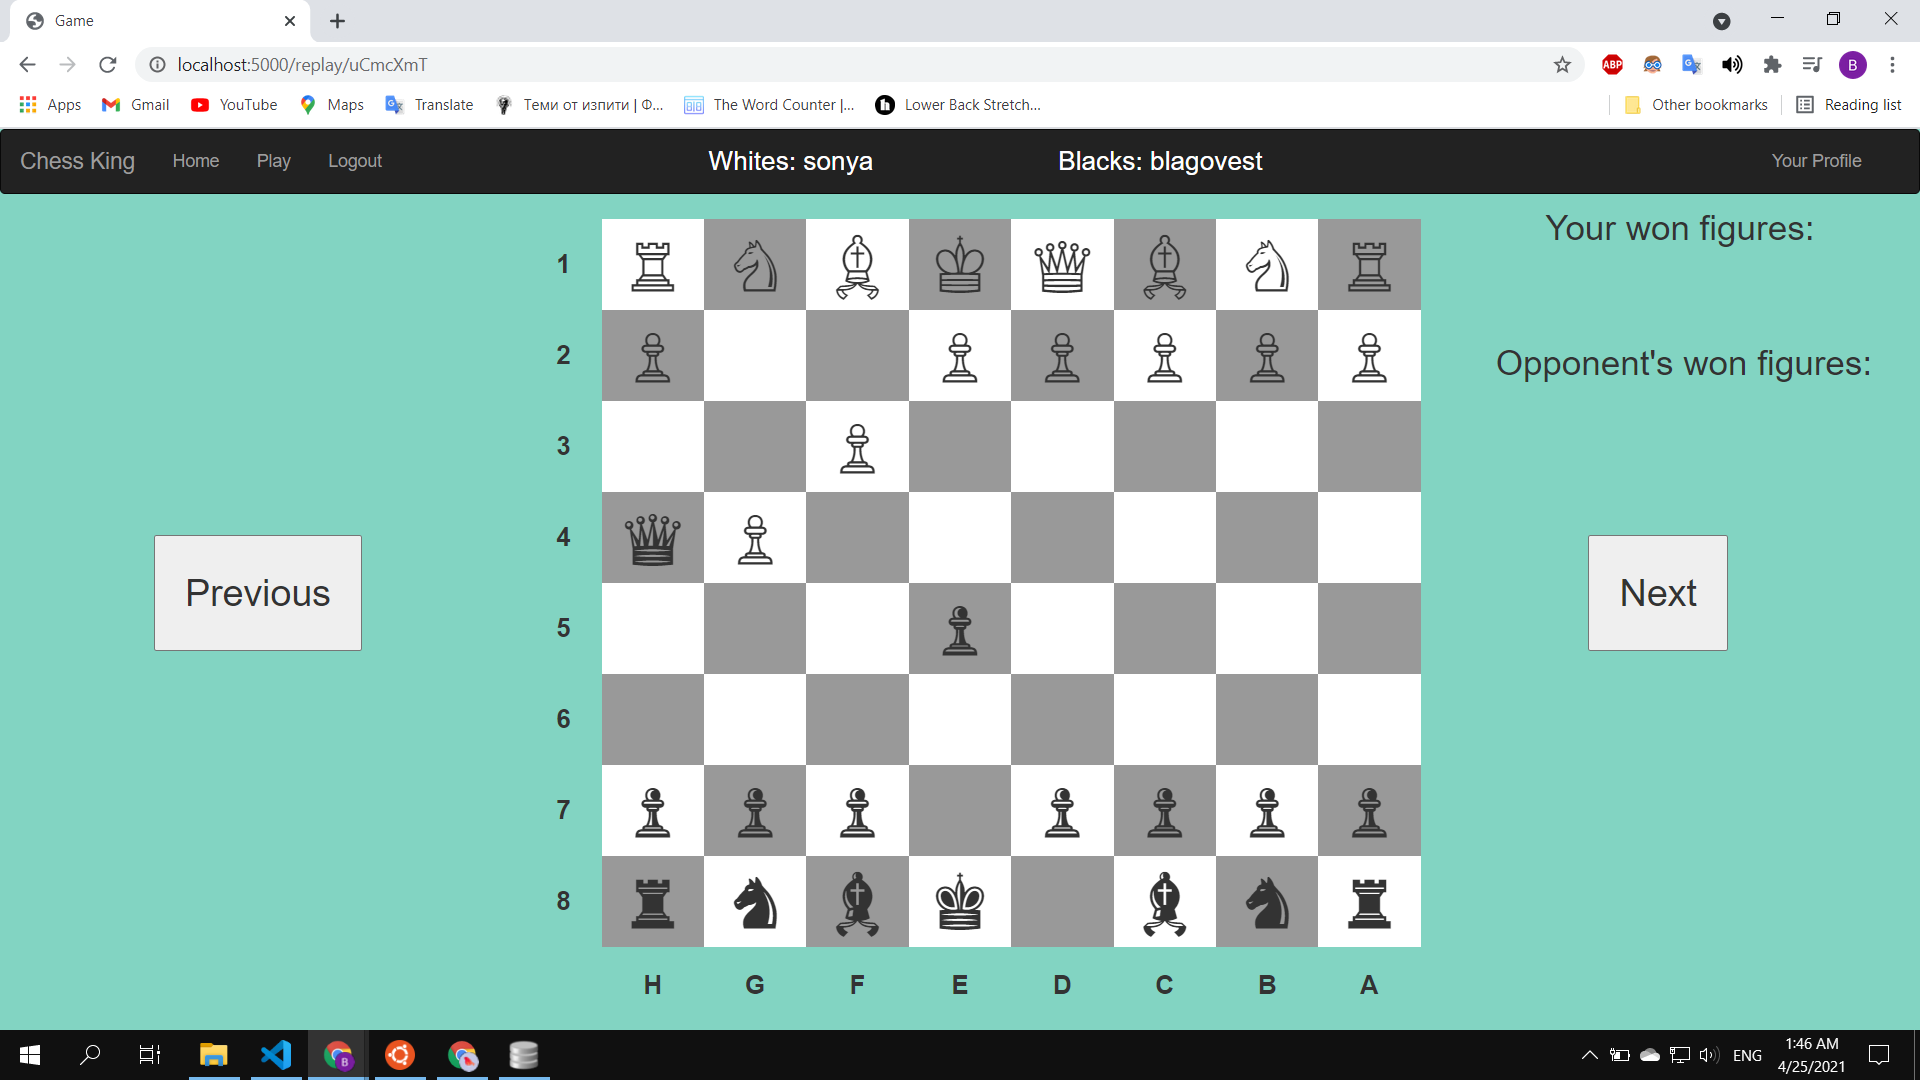 Game
localhost:5000/replay/uCmcXmT
ABP
B
Apps
Gmail
YouTube
Maps
Translate
Теми от изпити | Ф...
The Word Counter |...
Lower Back Stretch...
Other bookmarks
Reading list
Chess King Home Play Logout Whites: sonya Blacks: blagovest Your Profile
Your won figures:
Opponent's won figures:
1
2
3
4
5
6
7
8
Previous
Next
H G F E D C B A
ENG
1:46 AM
4/25/2021